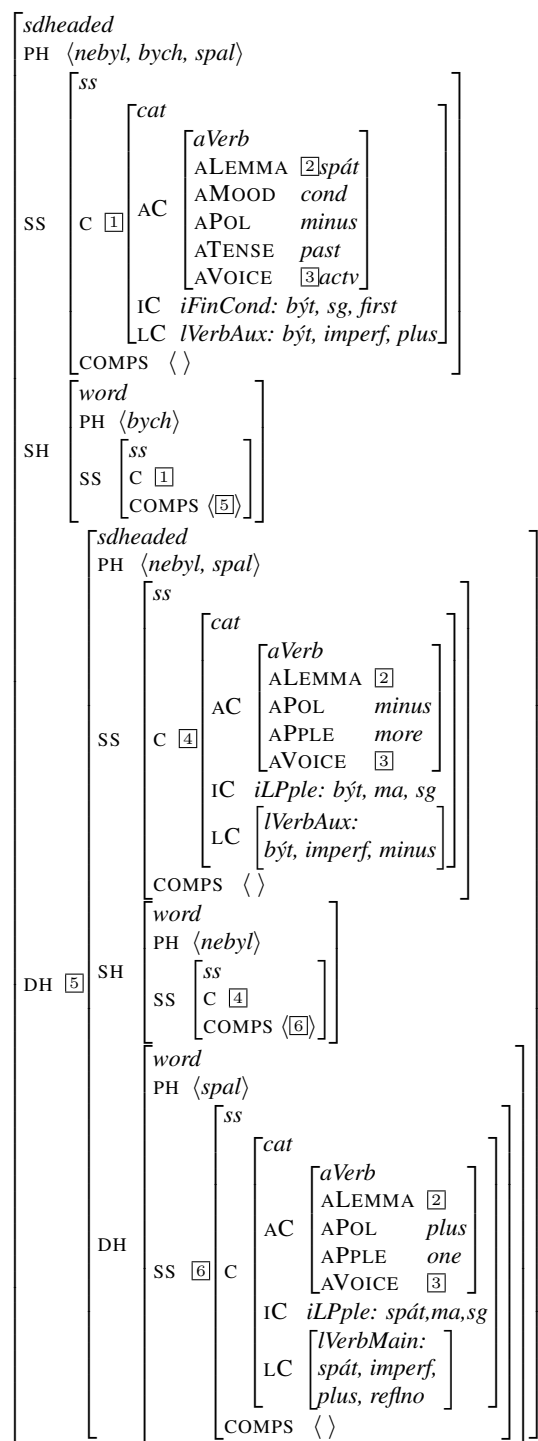 sdheaded
PH ⟨nebyl, bych, spal⟩
ss
cat
aVerb
ALEMMA [2]spát
AMOOD cond
AC APOL minus
ATENSE past
SS C [1] AVOICE [3]actv
IC iFinCond: být, sg, first
LC lVerbAux: být, imperf, plus
COMPS ⟨ ⟩
word
PH ⟨bych⟩
SH ss
SS C [1]
COMPS ⟨[5]⟩
sdheaded
PH ⟨nebyl, spal⟩
ss
cat
aVerb
ALEMMA [2]
AC APOL minus
APPLE more
SS C [4] AVOICE [3]
IC iLPple: být, ma, sg
LC lVerbAux:
být, imperf, minus
COMPS ⟨ ⟩
word
PH ⟨nebyl⟩
DH [5] SH ss
SS C [4]
COMPS ⟨[6]⟩
word
PH ⟨spal⟩
ss
cat
aVerb
ALEMMA [2]
DH AC APOL plus
APPLE one
SS [6] C AVOICE [3]
IC iLPple: spát,ma,sg
lVerbMain:
LC spát, imperf,
plus, reflno
COMPS ⟨ ⟩